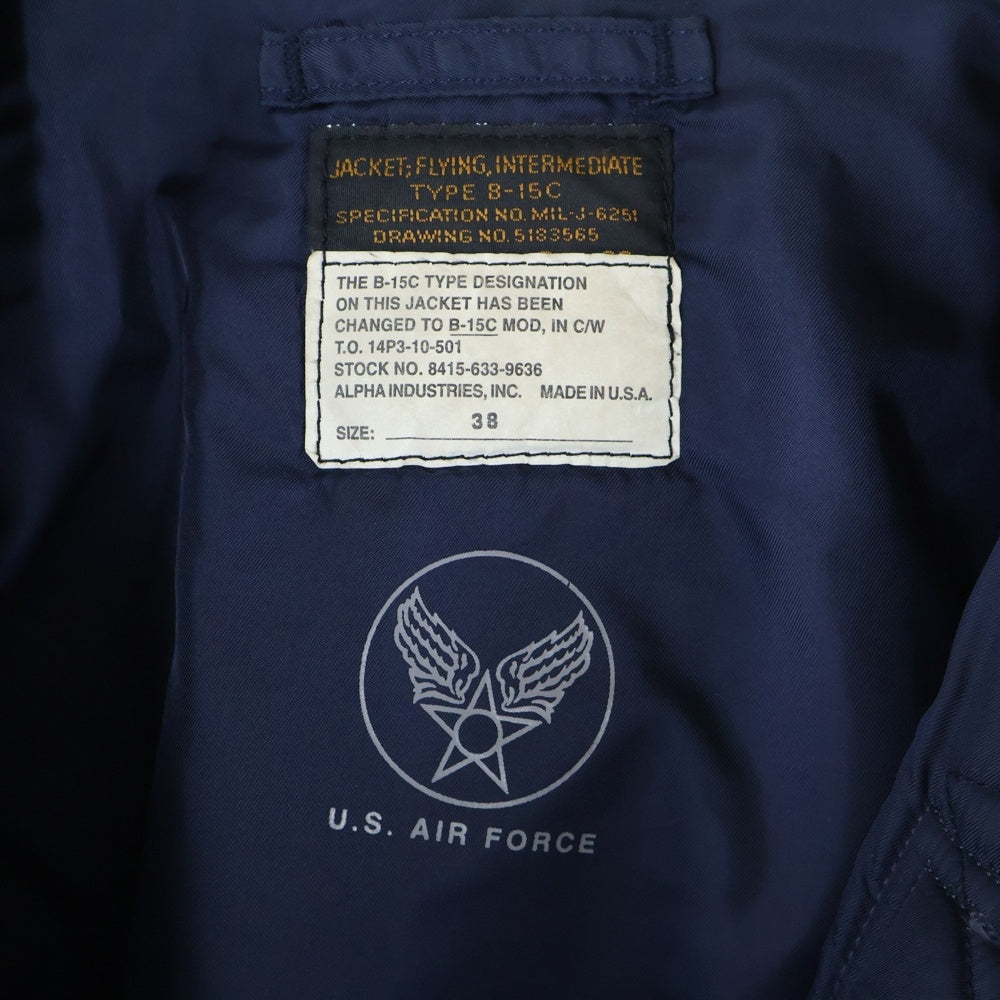 JACKET; FLYING, INTERMEDIATE
TYPE B-15C
SPECIFICATION NO. MIL-J-6251
DRAWING NO. 5183565
THE B-15C TYPE DESIGNATION
ON THIS JACKET HAS BEEN
CHANGED TO B-15C MOD, IN C/W
T.O. 14P3-10-501
STOCK NO. 8415-633-9636
ALPHA INDUSTRIES, INC. MADE IN U.S.A.
SIZE: 38
U.S. AIR FORCE